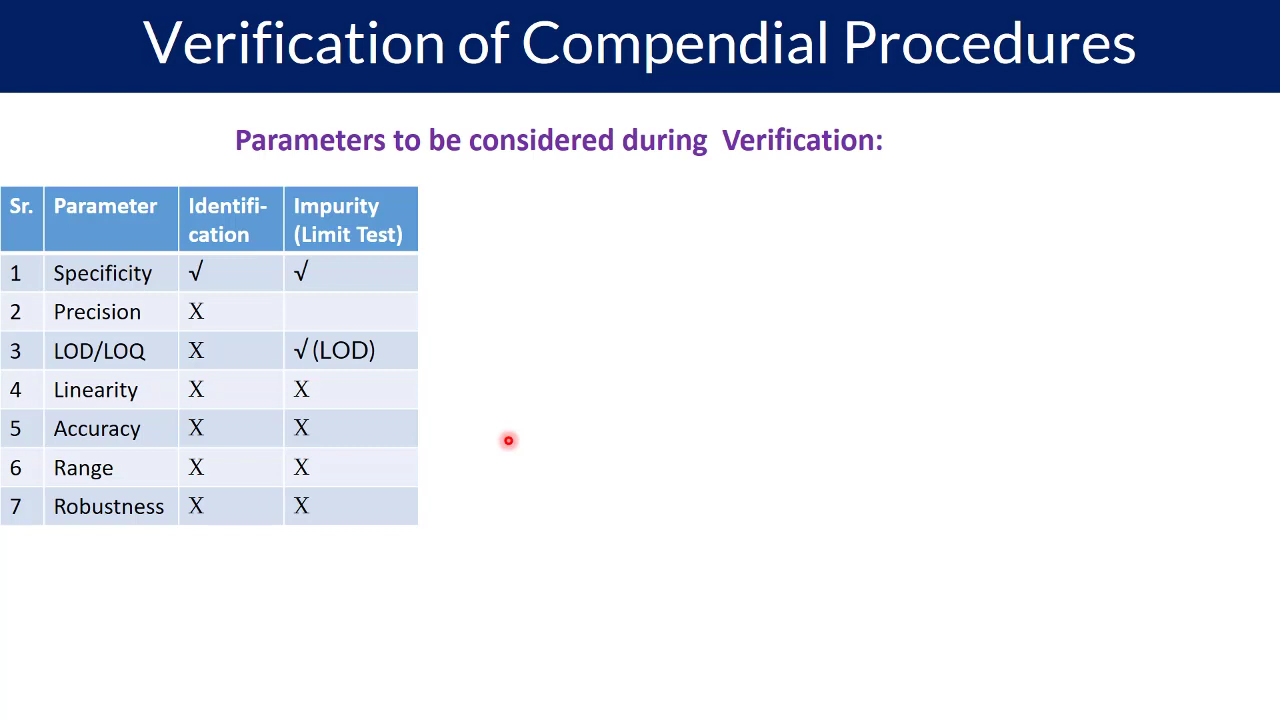 Verification of Compendial Procedures
Parameters to be considered during Verification:
Sr. Parameter Identifi-cation Impurity (Limit Test)
1 Specificity √ √
2 Precision X
3 LOD/LOQ X √ (LOD)
4 Linearity X X
5 Accuracy X X
6 Range X X
7 Robustness X X